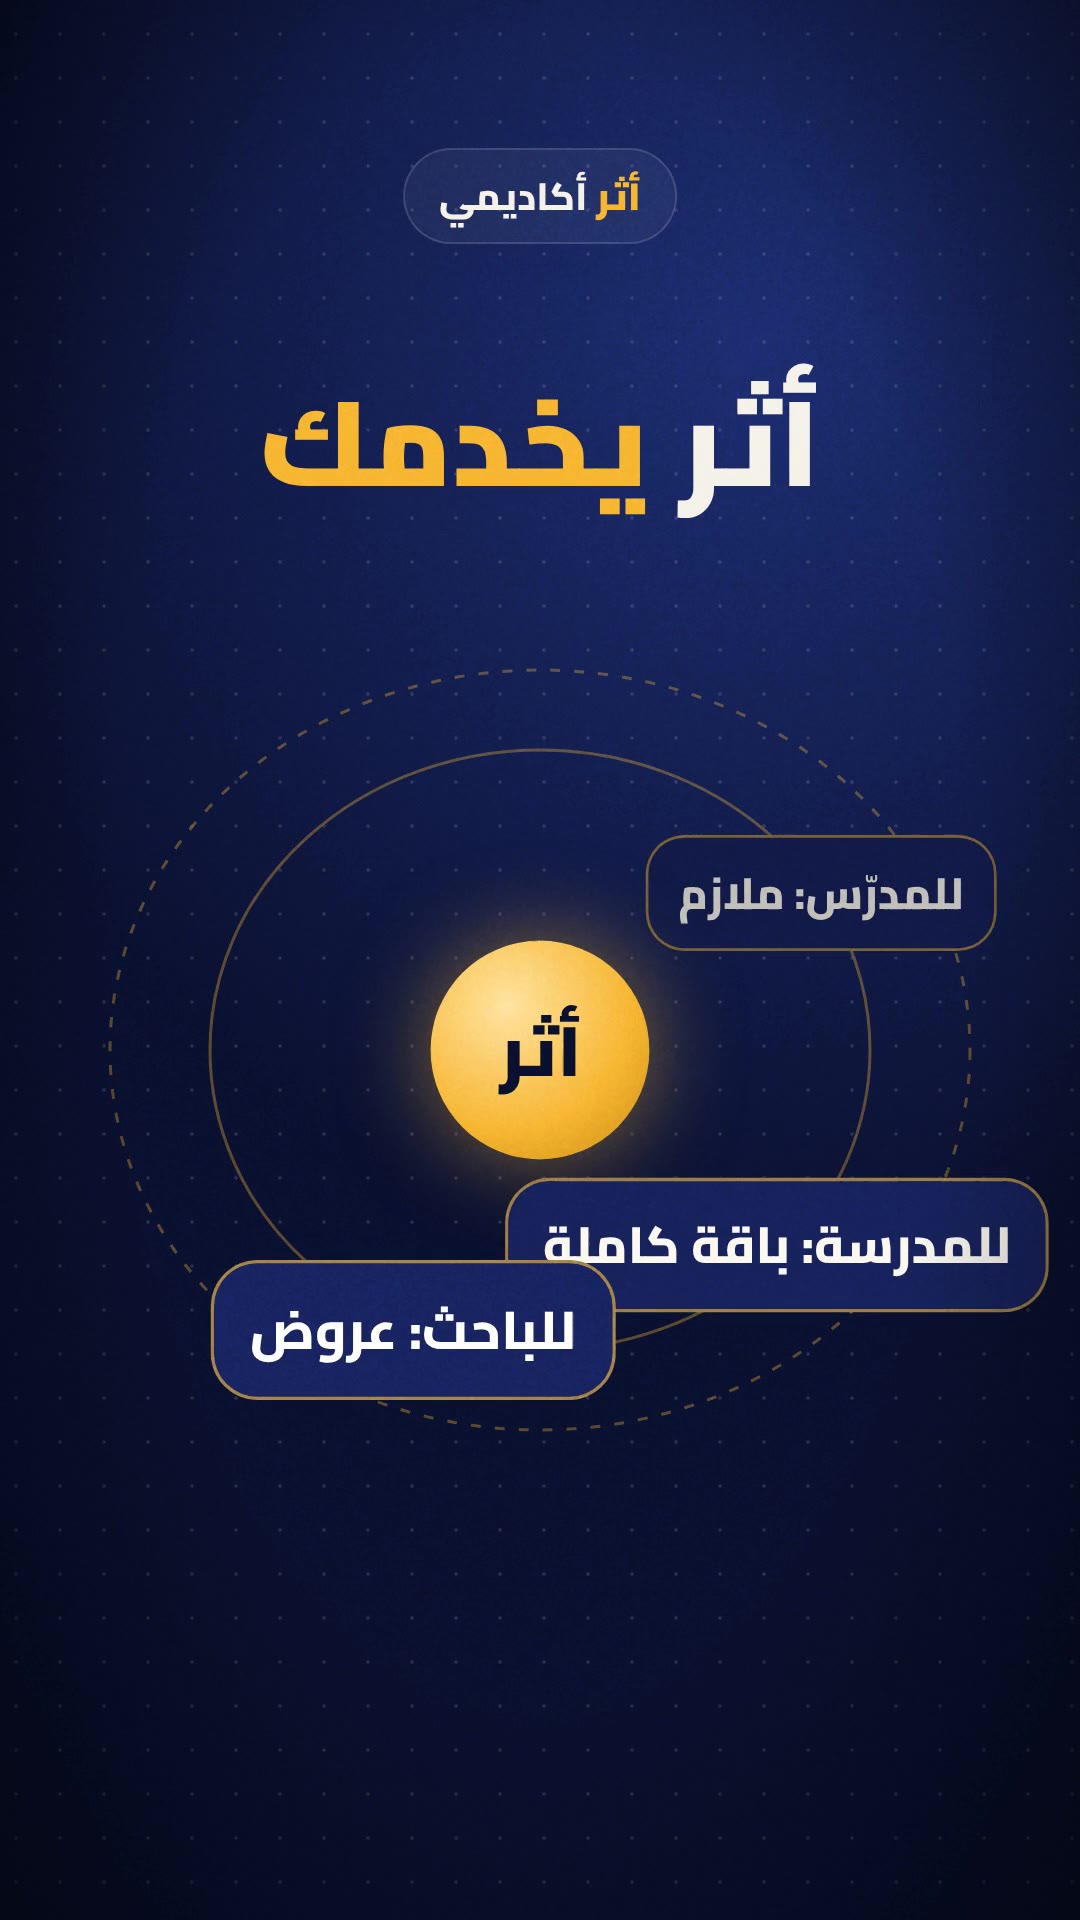 أثر أكاديمي
أثر يخدمك
للمدرّس: ملازم
أثر
للمدرسة: باقة كاملة
للباحث: عروض